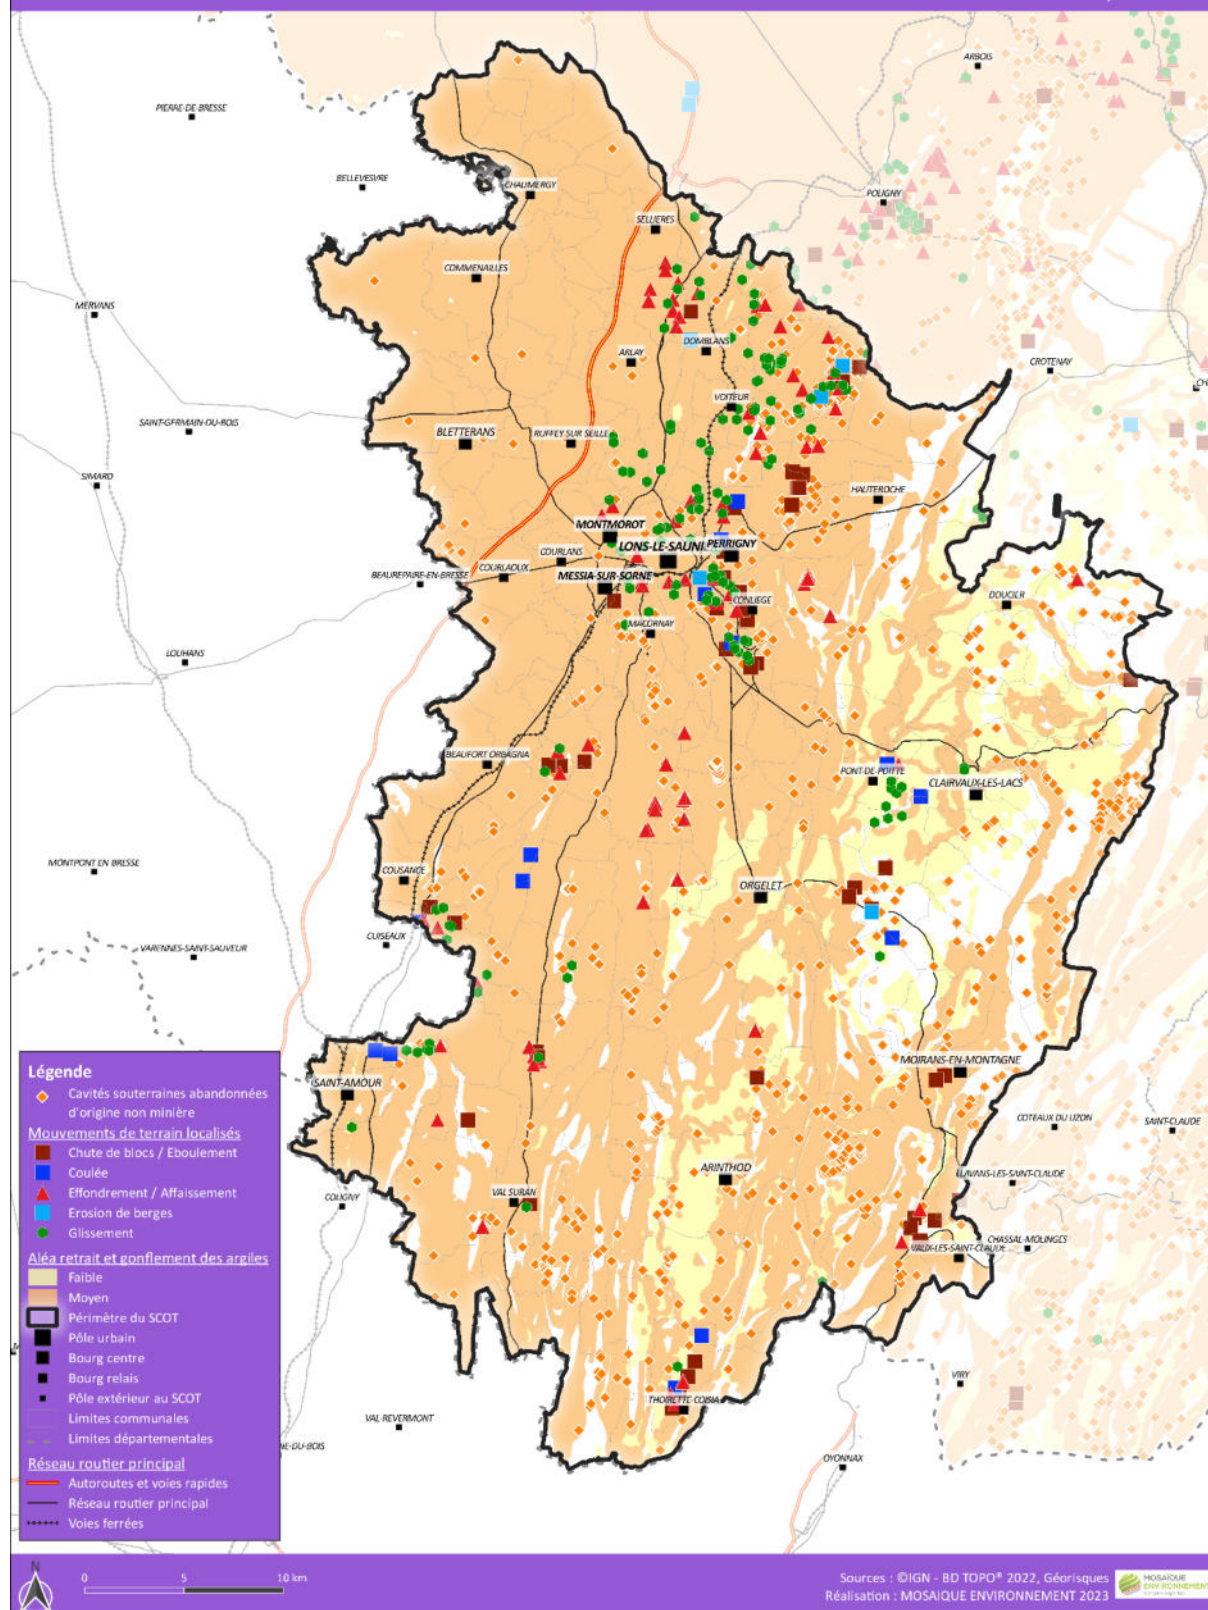 ARBOIS
PIERRE-DE-BRESSE
BELLEVESVRE
CHAUMERGY
POLIGNY
SELLIERES
COMMENAILLES
MERVANS
DOMBLANS
ARLAY
CROTENAY
VOITEUR
SAINT-GERMAIN-DU-BOIS
BLETTERANS
RUFFEY SUR SEILLE
SIMARD
HAUTEROCHE
MONTMOROT
LONS-LE-SAUNI
PERRIGNY
COURLANS
COURLAOUX
BEAUREPAIRE-EN-BRESSE
MESSIA-SUR-SORNE
CONLIEGE
DOUCIER
MACORNAY
LOUHANS
BEAUFORT ORBAGNA
PONT-DE-POITTE
CLAIRVAUX-LES-LACS
MONTPONT EN BRESSE
COUSANCE
ORGELET
CUISEAUX
VARENNES-SAINT-SAUVEUR
MOIRANS-EN-MONTAGNE
SAINT-AMOUR
COTEAUX DU LIZON
SAINT-CLAUDE
ARINTHOD
LAVANS-LES-SAINT-CLAUDE
VAL SURAN
COLIGNY
CHASSAL-MOLINGES
VAUX-LES-SAINT-CLAUDE
VIRY
THOIRETTE-COISIA
VAL-REVERMONT
NE-DU-BOIS
OYONNAX
Légende
Cavités souterraines abandonnées
d'origine non minière
Mouvements de terrain localisés
Chute de blocs / Eboulement
Coulée
Effondrement / Affaissement
Erosion de berges
Glissement
Aléa retrait et gonflement des argiles
Faible
Moyen
Périmètre du SCOT
Pôle urbain
Bourg centre
Bourg relais
Pôle extérieur au SCOT
Limites communales
Limites départementales
Réseau routier principal
Autoroutes et voies rapides
Réseau routier principal
Voies ferrées
N
0 5 10 km
Sources : ©IGN - BD TOPO® 2022, Géorisques
Réalisation : MOSAIQUE ENVIRONNEMENT 2023
MOSAÏQUE
ENVIRONNEMENT